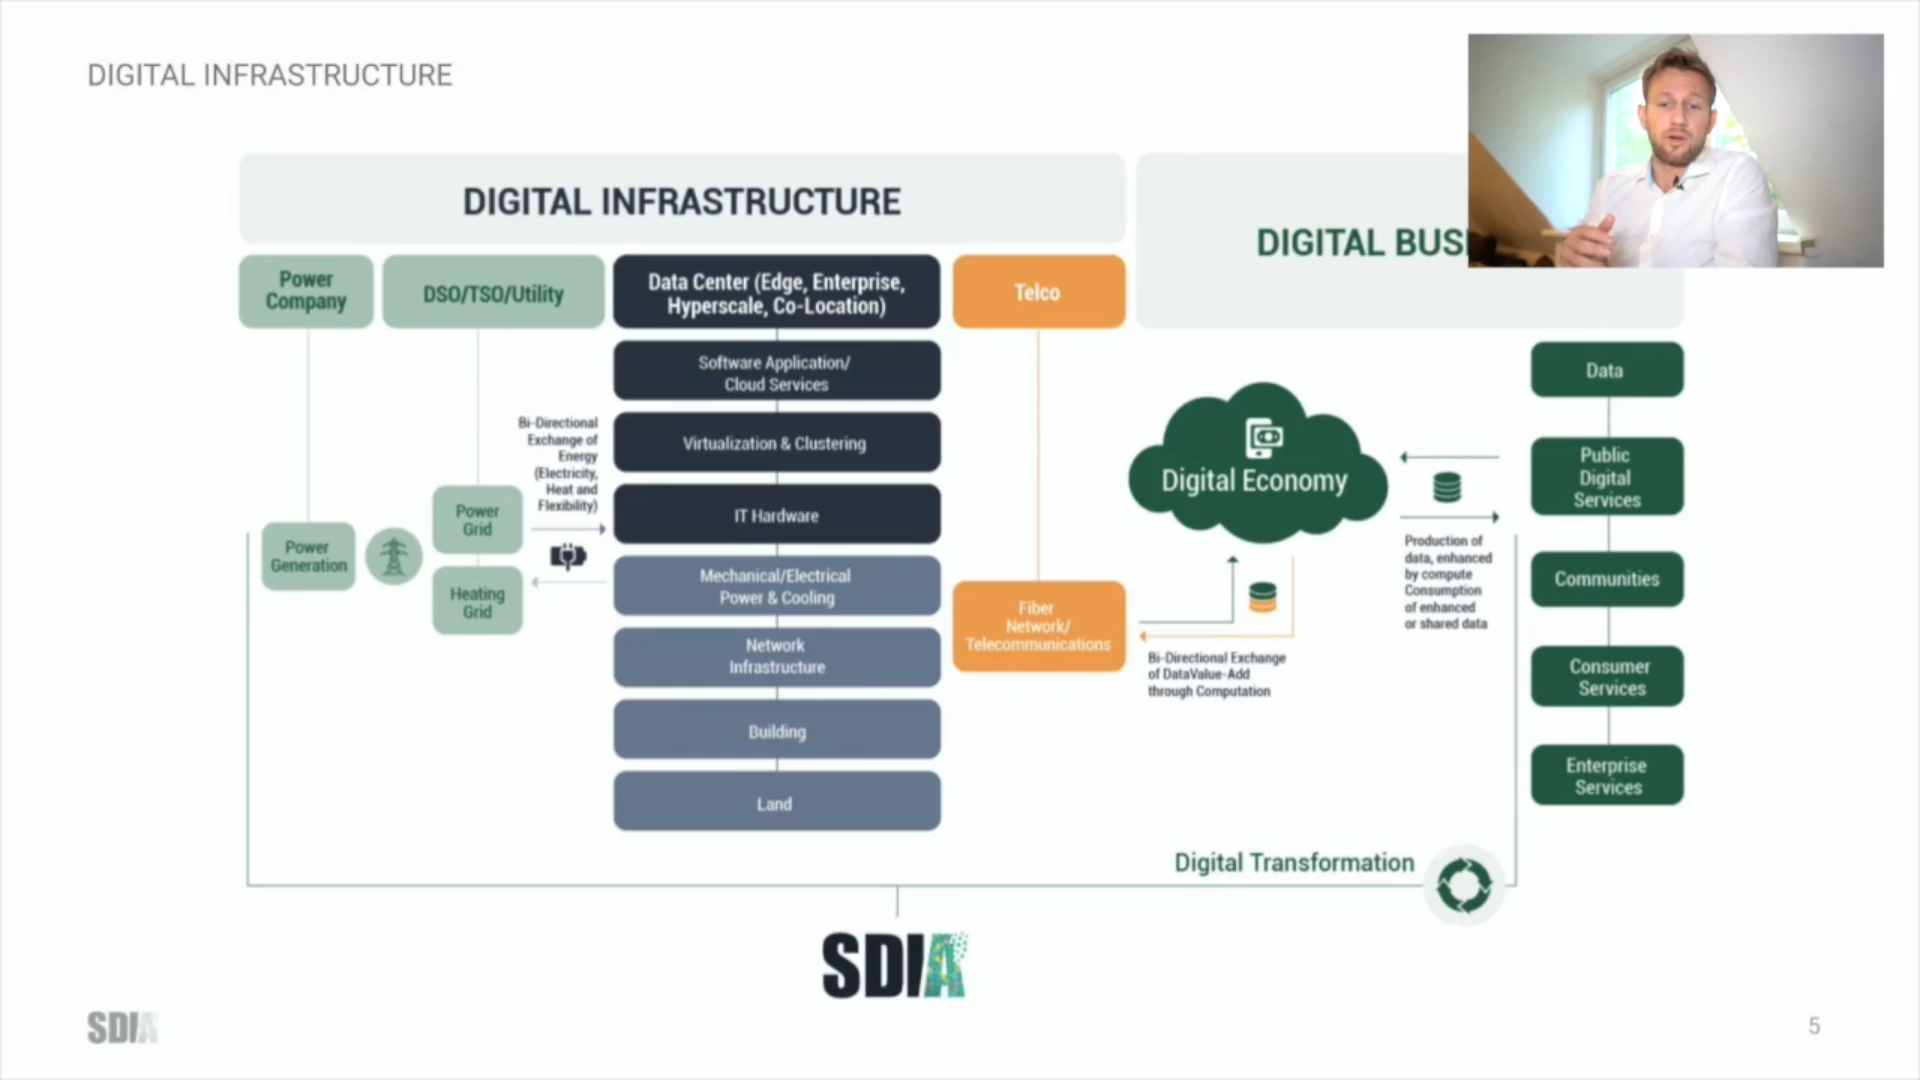 DIGITAL INFRASTRUCTURE
DIGITAL INFRASTRUCTURE
DIGITAL BUSI
Power
Company
DSO/TSO/Utility
Data Center (Edge, Enterprise,
Hyperscale, Co-Location)
Telco
Software Application/
Cloud Services
Virtualization & Clustering
IT Hardware
Mechanical/Electrical
Power & Cooling
Network
Infrastructure
Building
Land
Bi-Directional
Exchange of
Energy
(Electricity,
Heat and
Flexibility)
Power
Generation
Power
Grid
Heating
Grid
Fiber
Network/
Telecommunications
Digital Economy
Bi-Directional Exchange
of DataValue-Add
through Computation
Production of
data, enhanced
by compute
Consumption
of enhanced
or shared data
Data
Public
Digital
Services
Communities
Consumer
Services
Enterprise
Services
Digital Transformation
SDIA
SDIA
5